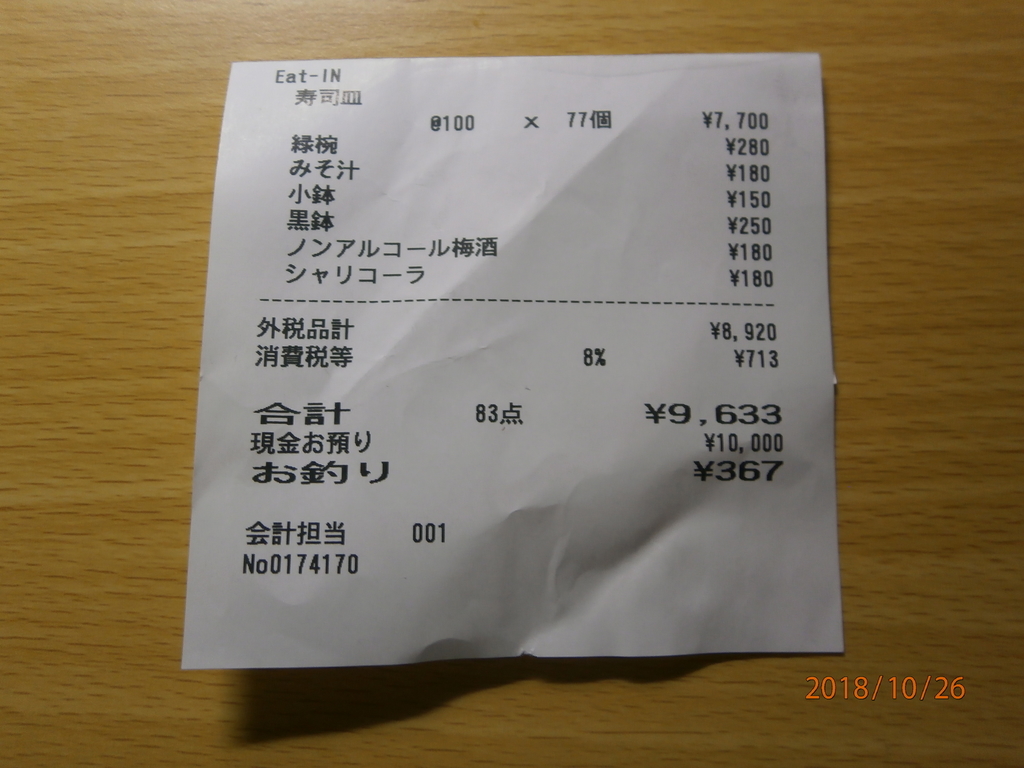 Eat-IN
寿司皿
@100 × 77個 ¥7,700
緑椀 ¥280
みそ汁 ¥180
小鉢 ¥150
黒鉢 ¥250
ノンアルコール梅酒 ¥180
シャリコーラ ¥180
外税品計 ¥8,920
消費税等 8% ¥713
合計 83点 ¥9,633
現金お預り ¥10,000
お釣り ¥367
会計担当 001
No0174170
2018/10/26